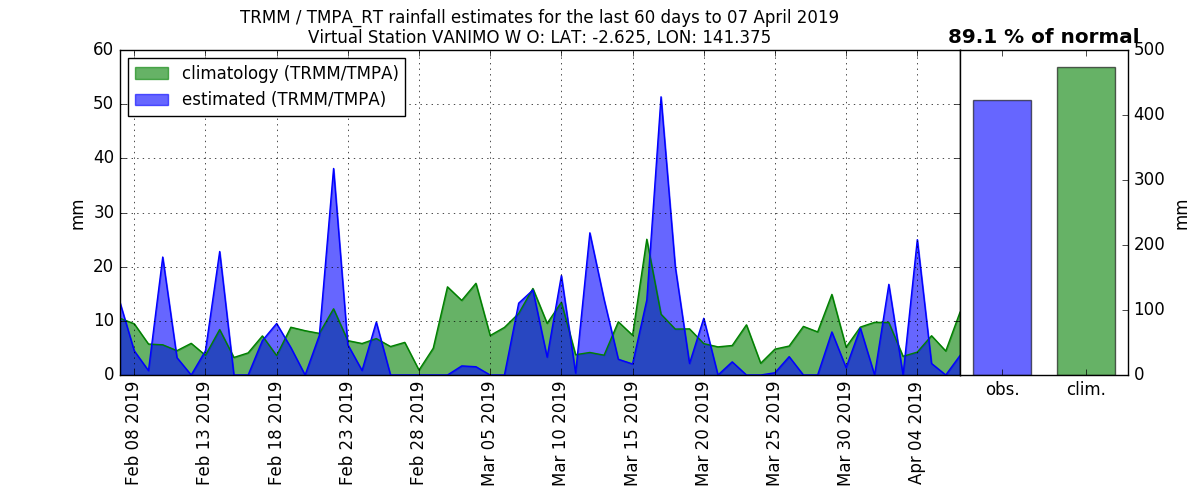 TRMM / TMPA_RT rainfall estimates for the last 60 days to 07 April 2019
Virtual Station VANIMO W O: LAT: -2.625, LON: 141.375
89.1 % of normal
climatology (TRMM/TMPA)
estimated (TRMM/TMPA)
mm
60
50
40
30
20
10
0
Feb 08 2019
Feb 13 2019
Feb 18 2019
Feb 23 2019
Feb 28 2019
Mar 05 2019
Mar 10 2019
Mar 15 2019
Mar 20 2019
Mar 25 2019
Mar 30 2019
Apr 04 2019
obs.
clim.
500
400
300
200
100
0
mm